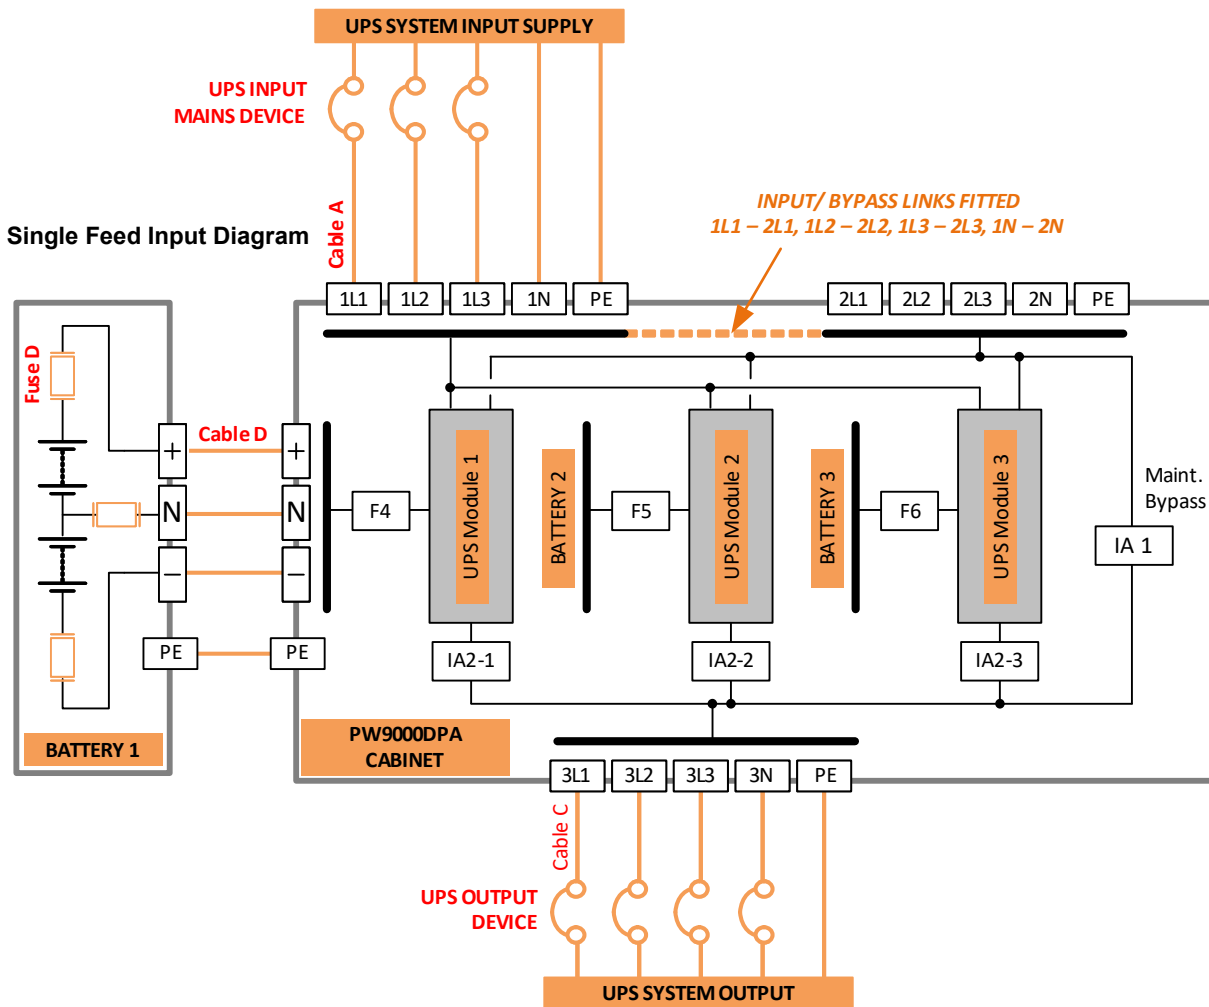 UPS SYSTEM INPUT SUPPLY
UPS INPUT
MAINS DEVICE
Cable A
INPUT/ BYPASS LINKS FITTED
1L1 – 2L1, 1L2 – 2L2, 1L3 – 2L3, 1N – 2N
Single Feed Input Diagram
1L1
1L2
1L3
1N
PE
2L1
2L2
2L3
2N
PE
Fuse D
Cable D
+
+
N
N
–
–
PE
PE
F4
UPS Module 1
BATTERY 2
F5
UPS Module 2
BATTERY 3
F6
UPS Module 3
Maint.
Bypass
IA 1
IA2-1
IA2-2
IA2-3
BATTERY 1
PW9000DPA
CABINET
3L1
3L2
3L3
3N
PE
Cable C
UPS OUTPUT
DEVICE
UPS SYSTEM OUTPUT